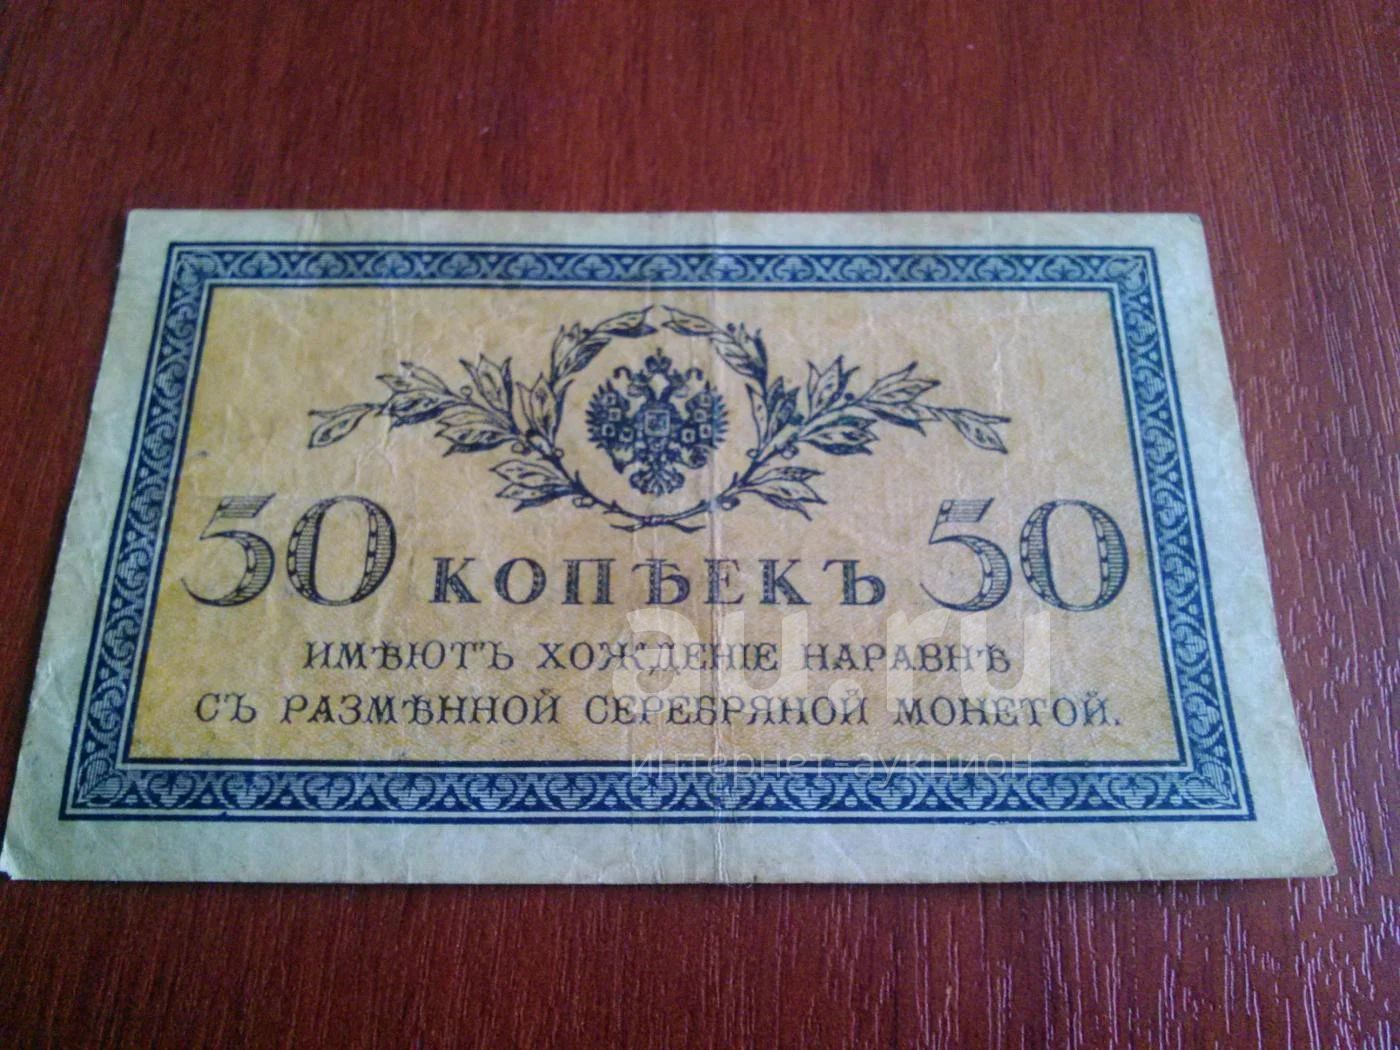 50 КОПѢЕКЪ 50
ИМѢЮТЪ ХОЖДЕНІЕ НАРАВНѢ
СЪ РАЗМѢННОЙ СЕРЕБРЯНОЙ МОНЕТОЙ.
au.ru
интернет-аукцион